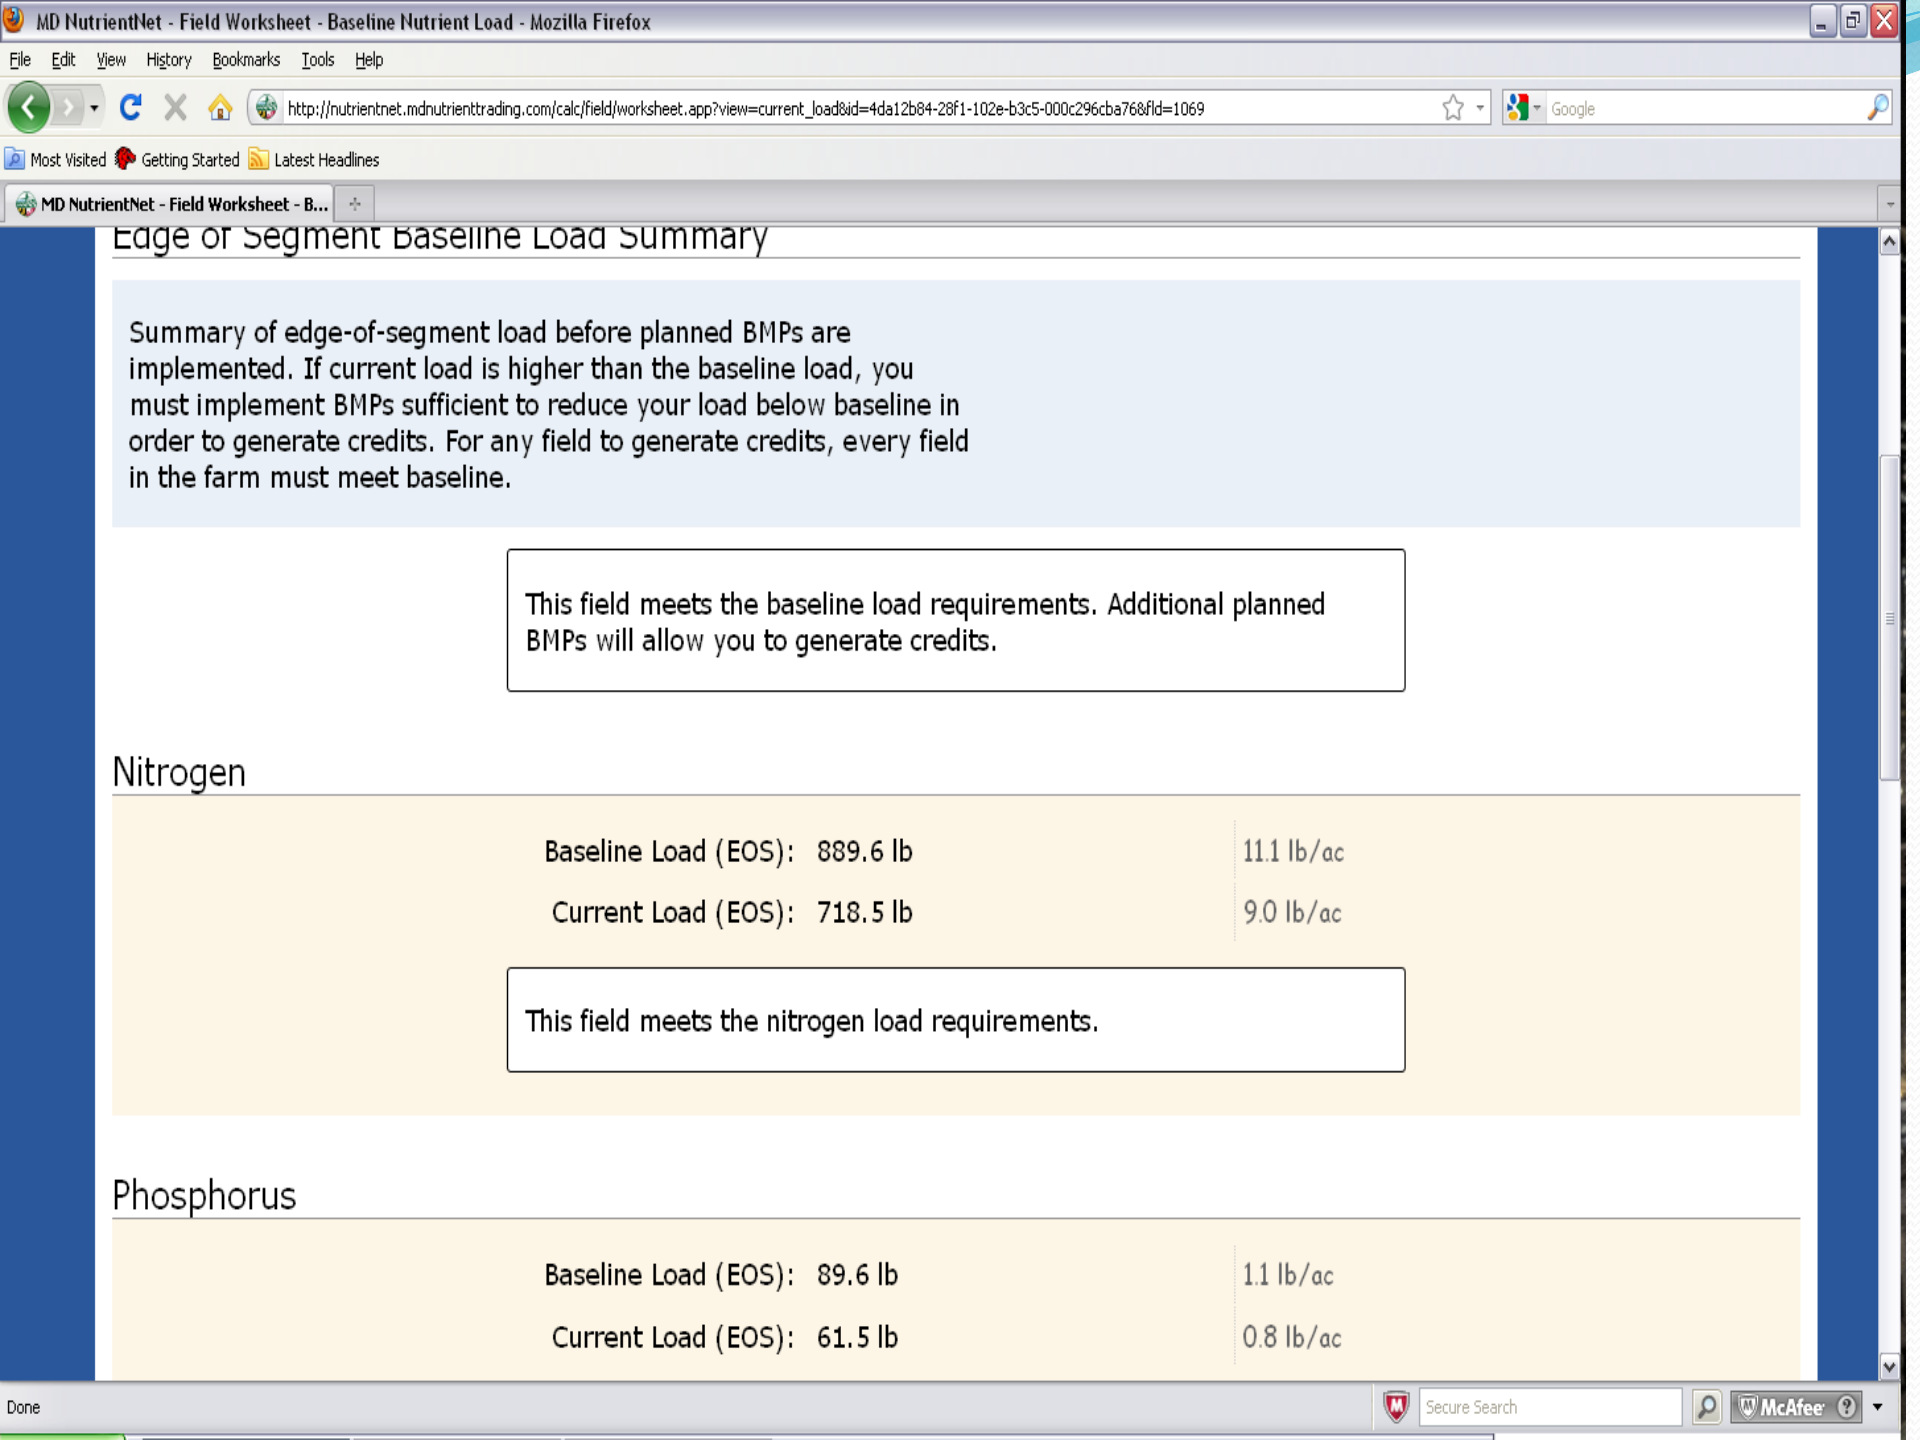 MD NutrientNet - Field Worksheet - Baseline Nutrient Load - Mozilla Firefox
File Edit View History Bookmarks Tools Help
http://nutrientnet.mdnutrienttrading.com/calc/field/worksheet.app?view=current_load&id=4da12b84-28f1-102e-b3c5-000c296cba76&fld=1069
Google
Most Visited Getting Started Latest Headlines
MD NutrientNet - Field Worksheet - B...
Edge of Segment Baseline Load Summary
Summary of edge-of-segment load before planned BMPs are
implemented. If current load is higher than the baseline load, you
must implement BMPs sufficient to reduce your load below baseline in
order to generate credits. For any field to generate credits, every field
in the farm must meet baseline.
This field meets the baseline load requirements. Additional planned
BMPs will allow you to generate credits.
Nitrogen
Baseline Load (EOS): 889.6 lb 11.1 lb/ac
Current Load (EOS): 718.5 lb 9.0 lb/ac
This field meets the nitrogen load requirements.
Phosphorus
Baseline Load (EOS): 89.6 lb 1.1 lb/ac
Current Load (EOS): 61.5 lb 0.8 lb/ac
Done
Secure Search
McAfee